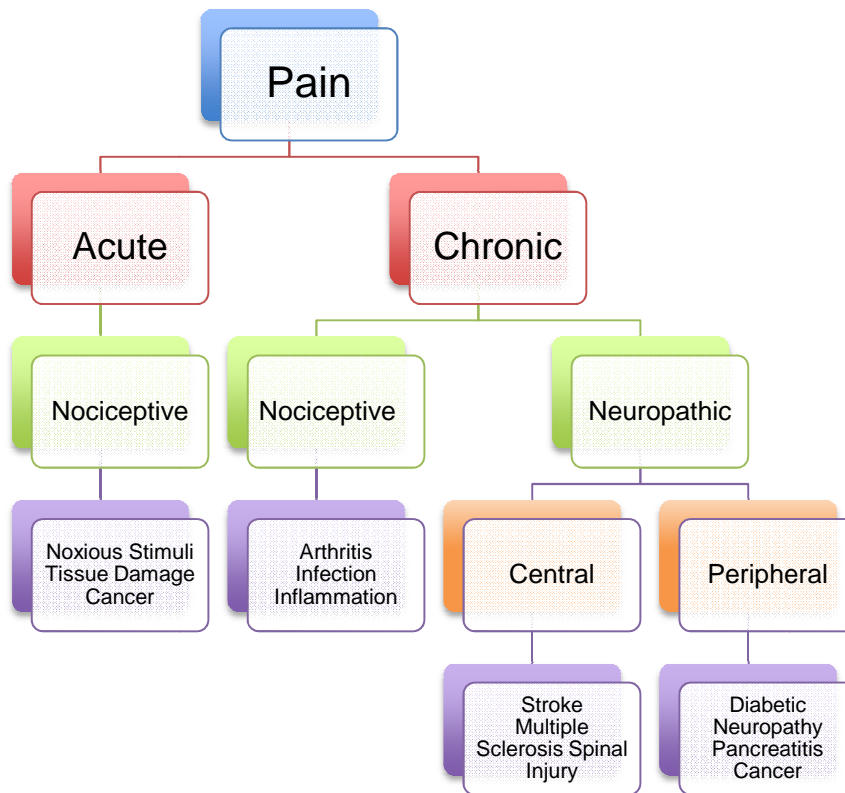 Pain
Acute
Chronic
Nociceptive
Nociceptive
Neuropathic
Noxious Stimuli
Tissue Damage
Cancer
Arthritis
Infection
Inflammation
Central
Peripheral
Stroke
Multiple
Sclerosis Spinal
Injury
Diabetic
Neuropathy
Pancreatitis
Cancer